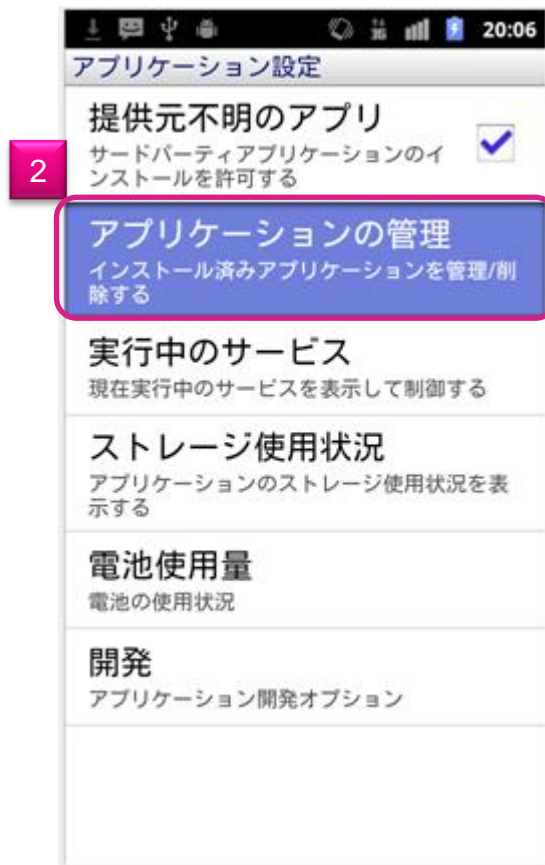 20:06
アプリケーション設定
提供元不明のアプリ
サードパーティアプリケーションのイ
ンストールを許可する
2
アプリケーションの管理
インストール済みアプリケーションを管理/削
除する
実行中のサービス
現在実行中のサービスを表示して制御する
ストレージ使用状況
アプリケーションのストレージ使用状況を表
示する
電池使用量
電池の使用状況
開発
アプリケーション開発オプション